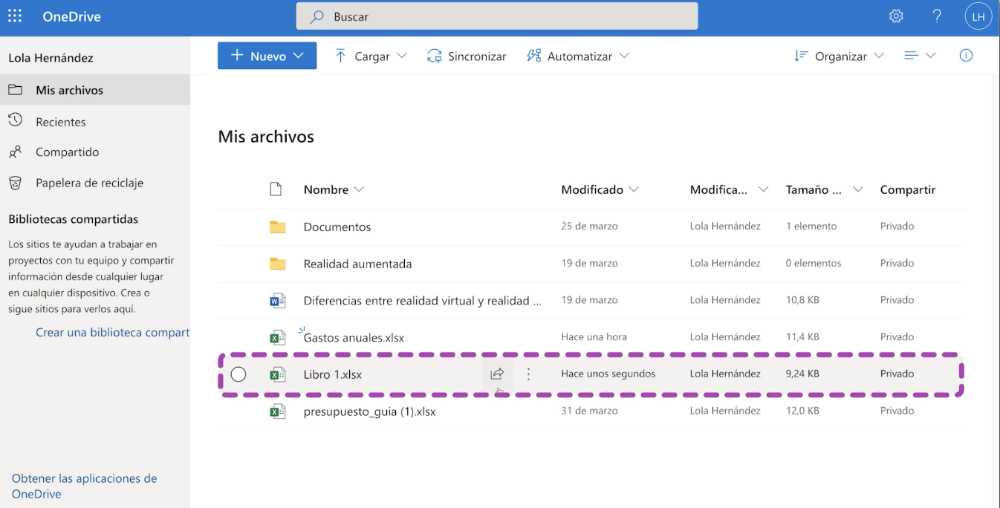 OneDrive
Buscar
?
LH
Lola Hernández
Nuevo
Cargar
Sincronizar
Automatizar
Organizar
Mis archivos
Recientes
Compartido
Papelera de reciclaje
Bibliotecas compartidas
Los sitios te ayudan a trabajar en
proyectos con tu equipo y compartir
información desde cualquier lugar
en cualquier dispositivo. Crea o
sigue sitios para verlos aquí.
Crear una biblioteca compart
Obtener las aplicaciones de
OneDrive
Mis archivos
Nombre Modificado Modifica... Tamaño ... Compartir
Documentos 25 de marzo Lola Hernández 1 elemento Privado
Realidad aumentada 19 de marzo Lola Hernández 0 elementos Privado
Diferencias entre realidad virtual y realidad ... 19 de marzo Lola Hernández 10,8 KB Privado
Gastos anuales.xlsx Hace una hora Lola Hernández 11,4 KB Privado
Libro 1.xlsx Hace unos segundos Lola Hernández 9,24 KB Privado
presupuesto_guia (1).xlsx 31 de marzo Lola Hernández 12,0 KB Privado